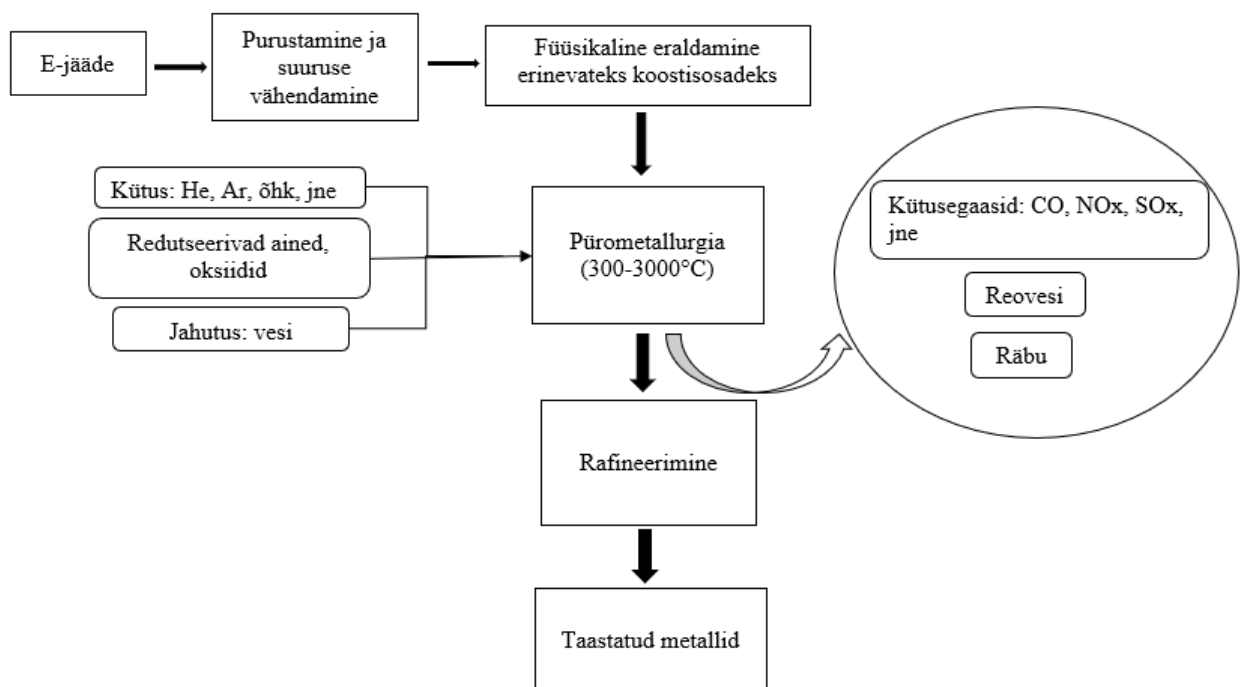 E-jääde
Purustamine ja
suuruse
vähendamine
Füüsikaline eraldamine
erinevateks koostisosadeks
Kütus: He, Ar, õhk, jne
Redutseerivad ained,
oksiidid
Jahutus: vesi
Pürometallurgia
(300-3000°C)
Kütusegaasid: CO, NOx, SOx,
jne
Reovesi
Räbu
Rafineerimine
Taastatud metallid